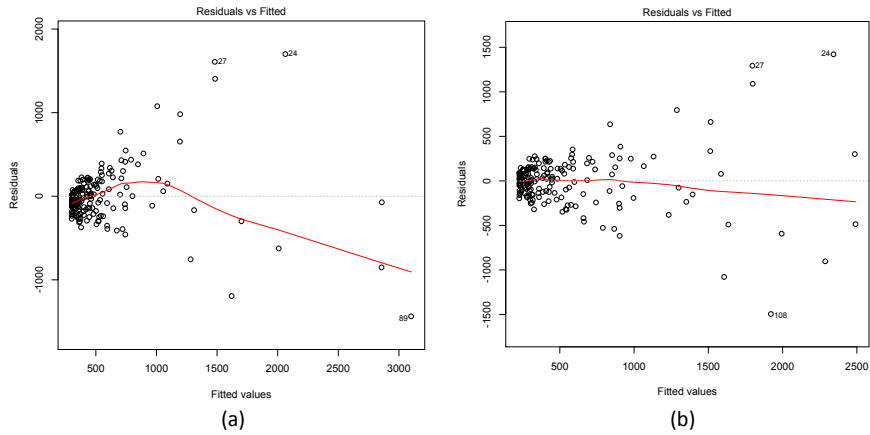 Residuals vs Fitted
2000
1000
0
-1000
Residuals
27
24
89
500 1000 1500 2000 2500 3000
Fitted values
(a)
Residuals vs Fitted
1500
1000
500
0
-500
-1000
-1500
Residuals
27
24
108
500 1000 1500 2000 2500
Fitted values
(b)